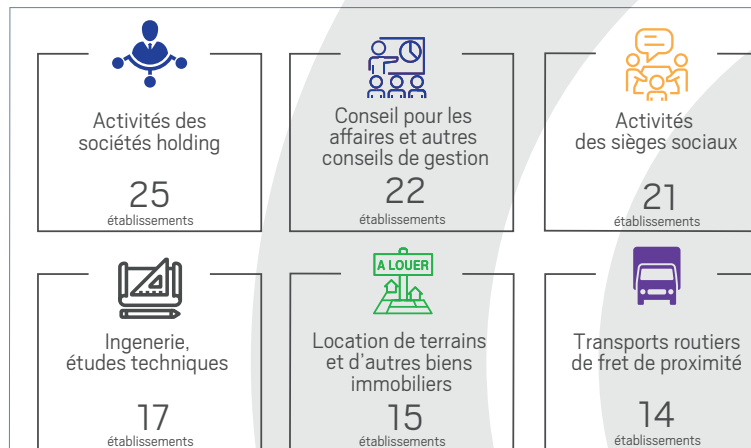 Activités des
sociétés holding
25
établissements
Conseil pour les
affaires et autres
conseils de gestion
22
établissements
Activités
des sièges sociaux
21
établissements
Ingenerie,
études techniques
17
établissements
A LOUER
Location de terrains
et d'autres biens
immobiliers
15
établissements
Transports routiers
de fret de proximité
14
établissements